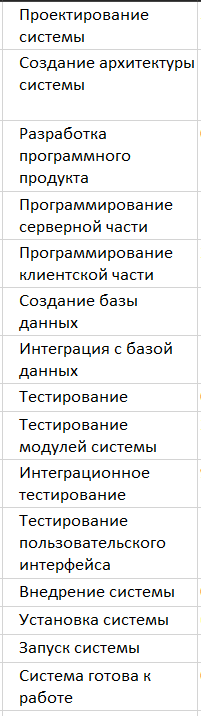 Проектирование
системы
Создание архитектуры
системы
Разработка
программного
продукта
Программирование
серверной части
Программирование
клиентской части
Создание базы
данных
Интеграция с базой
данных
Тестирование
Тестирование
модулей системы
Интеграционное
тестирование
Тестирование
пользовательского
интерфейса
Внедрение системы
Установка системы
Запуск системы
Система готова к
работе